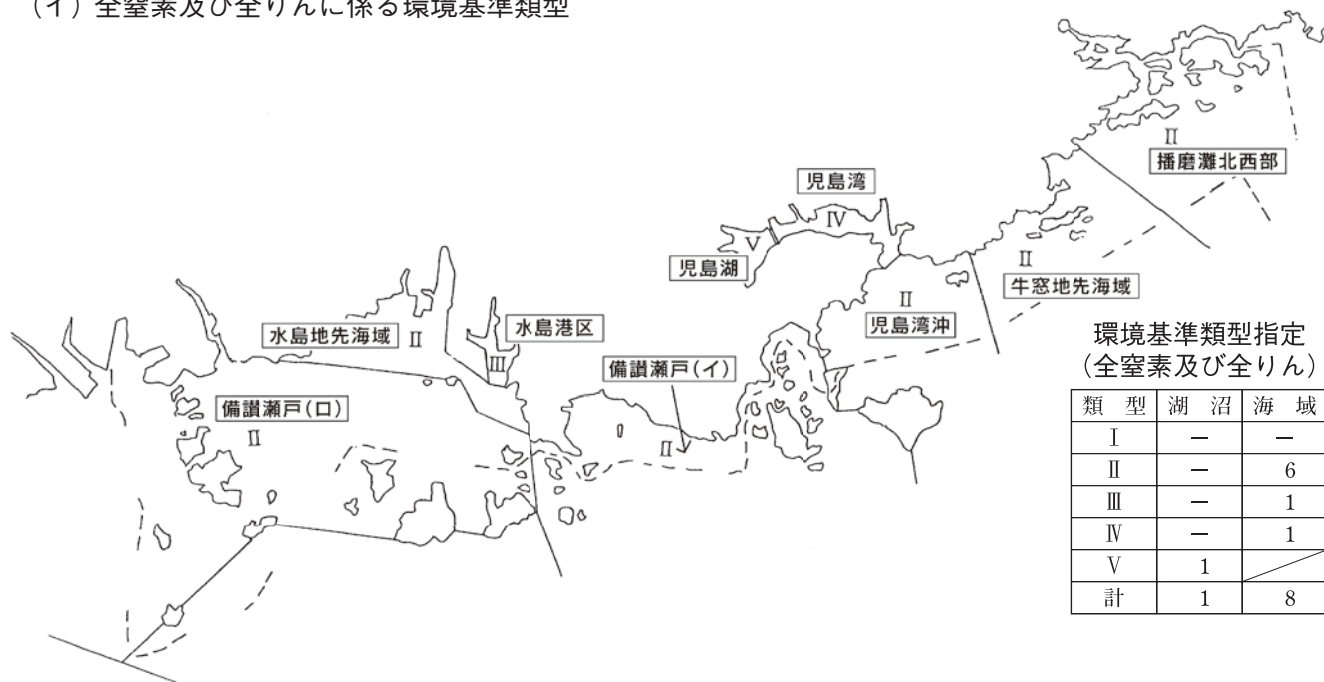 (イ) 全窒素及び全りんに係る環境基準類型
Ⅱ
播磨灘北西部
児島湾
Ⅳ
Ⅴ
児島湖
Ⅱ
牛窓地先海域
Ⅱ
児島湾沖
水島地先海域 Ⅱ
水島港区
Ⅲ
備讃瀬戸(イ)
Ⅱ
備讃瀬戸(ロ)
Ⅱ
環境基準類型指定
(全窒素及び全りん)
類 型 湖 沼 海 域
Ⅰ － －
Ⅱ － 6
Ⅲ － 1
Ⅳ － 1
Ⅴ 1
計 1 8